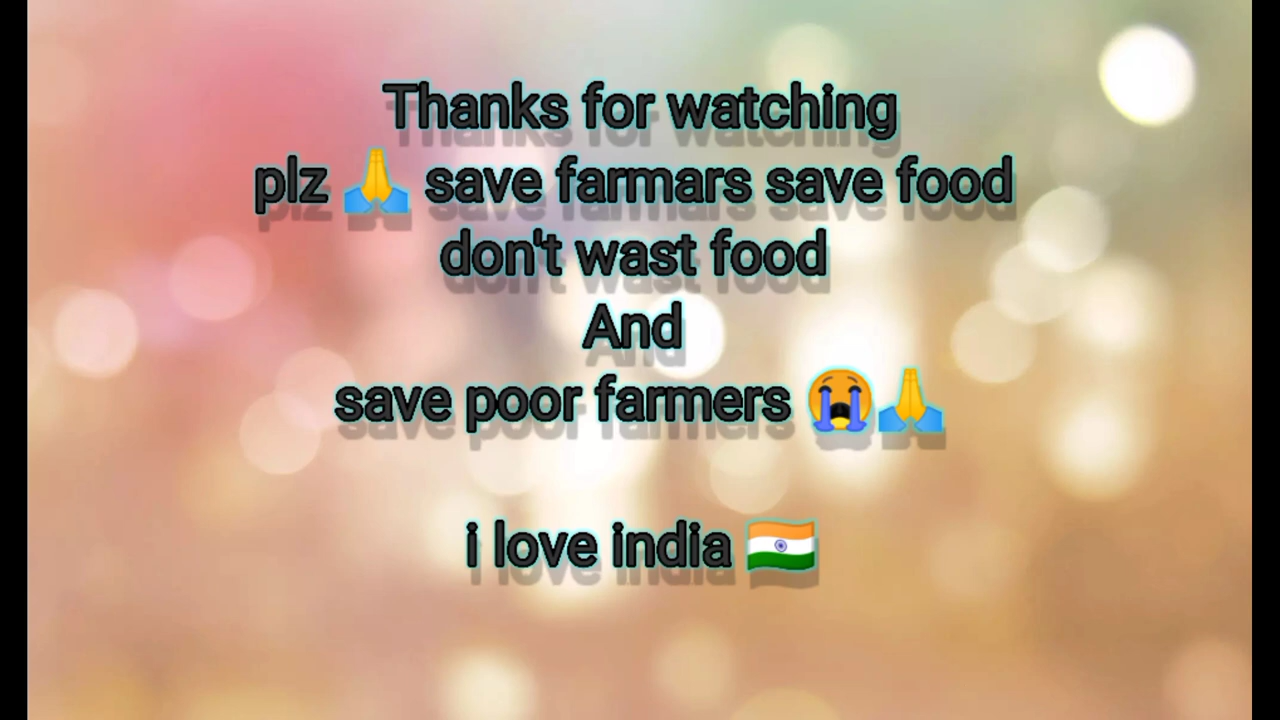 Thanks for watching
plz 🙏 save farmars save food
don't wast food
And
save poor farmers 😭🙏
i love india 🇮🇳